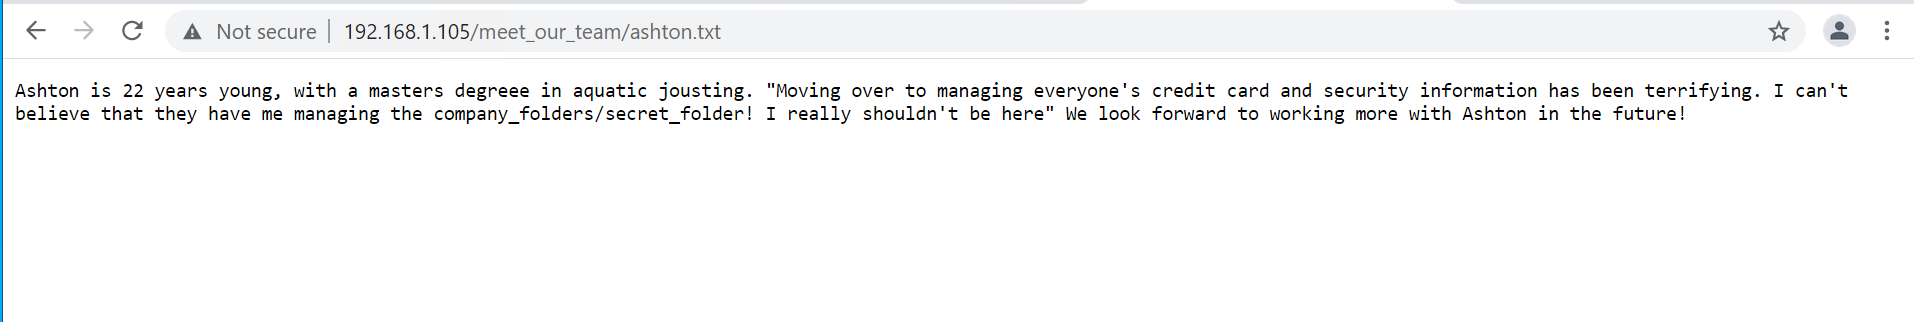 Not secure | 192.168.1.105/meet_our_team/ashton.txt
Ashton is 22 years young, with a masters degreee in aquatic jousting. "Moving over to managing everyone's credit card and security information has been terrifying. I can't
believe that they have me managing the company_folders/secret_folder! I really shouldn't be here" We look forward to working more with Ashton in the future!